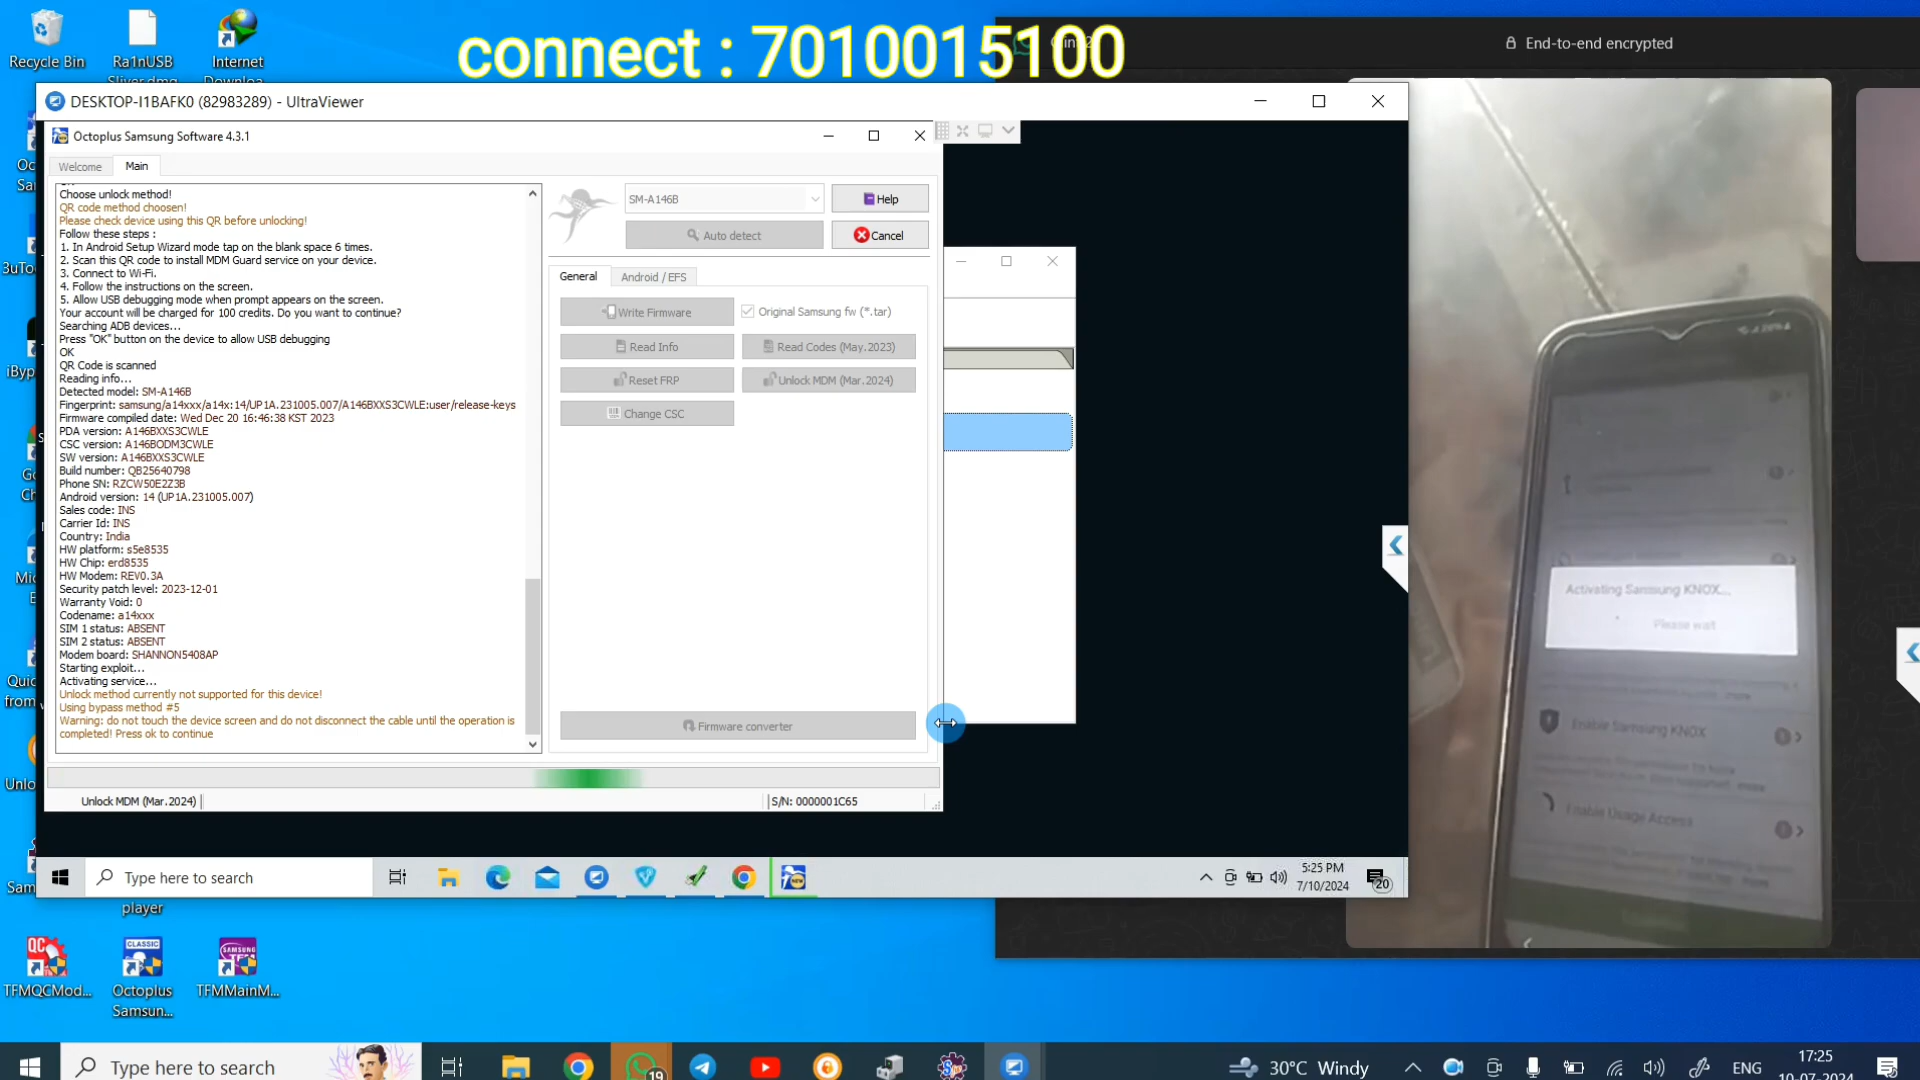 connect : 7010015100
End-to-end encrypted
Recycle Bin
Ra1nUSB
Internet
DESKTOP-I1BAFK0 (82983289) - UltraViewer
Octoplus Samsung Software 4.3.1
Welcome
Main
Choose unlock method!
QR code method choosen!
Please check device using this QR before unlocking!
Follow these steps :
1. In Android Setup Wizard mode tap on the blank space 6 times.
2. Scan this QR code to install MDM Guard service on your device.
3. Connect to Wi-Fi.
4. Follow the instructions on the screen.
5. Allow USB debugging mode when prompt appears on the screen.
Your account will be charged for 100 credits. Do you want to continue?
Searching ADB devices...
Press "OK" button on the device to allow USB debugging
OK
QR Code is scanned
Reading info...
Detected model: SM-A146B
Fingerprint: samsung/a14xxx/a14x:14/UP1A.231005.007/A146BXXS3CWLE:user/release-keys
Firmware compiled date: Wed Dec 20 16:46:38 KST 2023
PDA version: A146BXXS3CWLE
CSC version: A146BODM3CWLE
SW version: A146BXXS3CWLE
Build number: QB25640798
Phone SN: RZCW50E2Z3B
Android version: 14 (UP1A.231005.007)
Sales code: INS
Carrier Id: INS
Country: India
HW platform: s5e8535
HW Chip: erd8535
HW Modem: REV0.3A
Security patch level: 2023-12-01
Warranty Void: 0
Codename: a14xxx
SIM 1 status: ABSENT
SIM 2 status: ABSENT
Modem board: SHANNON5408AP
Starting exploit...
Activating service...
Unlock method currently not supported for this device!
Using bypass method #5
Warning: do not touch the device screen and do not disconnect the cable until the operation is
completed! Press ok to continue
SM-A146B
Help
Auto detect
Cancel
General
Android / EFS
Write Firmware
Original Samsung fw (*.tar)
Read Info
Read Codes (May.2023)
Reset FRP
Unlock MDM (Mar.2024)
Change CSC
Firmware converter
Unlock MDM (Mar.2024)
S/N: 0000001C65
Activating Samsung KNOX...
Please wait
Enable Samsung KNOX
Enable Usage Access
Type here to search
5:25 PM
7/10/2024
20
player
QC
CLASSIC
SAMSUNG
TFMQCMod...
Octoplus
Samsun...
TFMMainM...
Type here to search
19
30°C Windy
ENG
17:25
10-07-2024